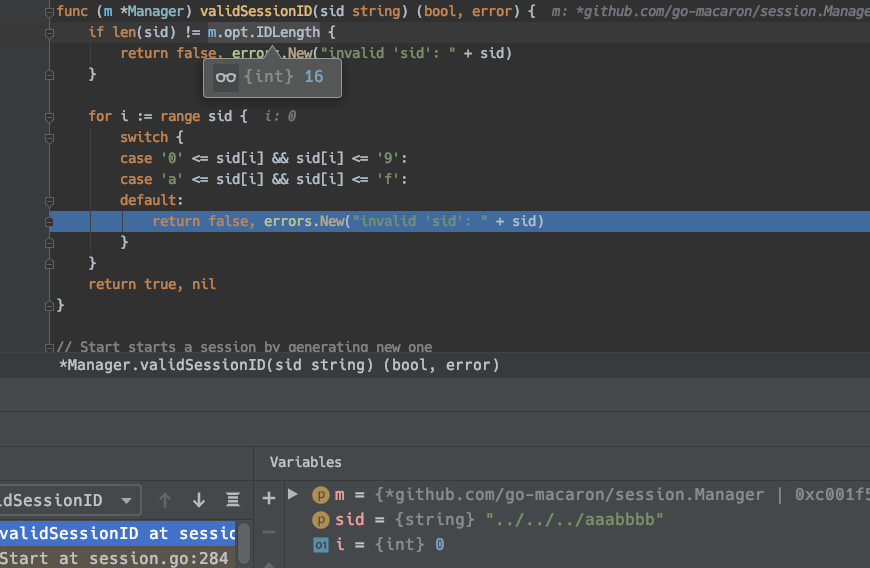 func (m *Manager) validSessionID(sid string) (bool, error) {  m: *github.com/go-macaron/session.Manage
if len(sid) != m.opt.IDLength {
return false, errors.New("invalid 'sid': " + sid)
{int} 16
}
for i := range sid {  i: 0
switch {
case '0' <= sid[i] && sid[i] <= '9':
case 'a' <= sid[i] && sid[i] <= 'f':
default:
return false, errors.New("invalid 'sid': " + sid)
}
}
return true, nil
}
// Start starts a session by generating new one
*Manager.validSessionID(sid string) (bool, error)
Variables
idSessionID
validSessionID at sessio
Start at session.go:284
m = {*github.com/go-macaron/session.Manager | 0xc001f5
sid = {string} "../../../aaabbbb"
i = {int} 0